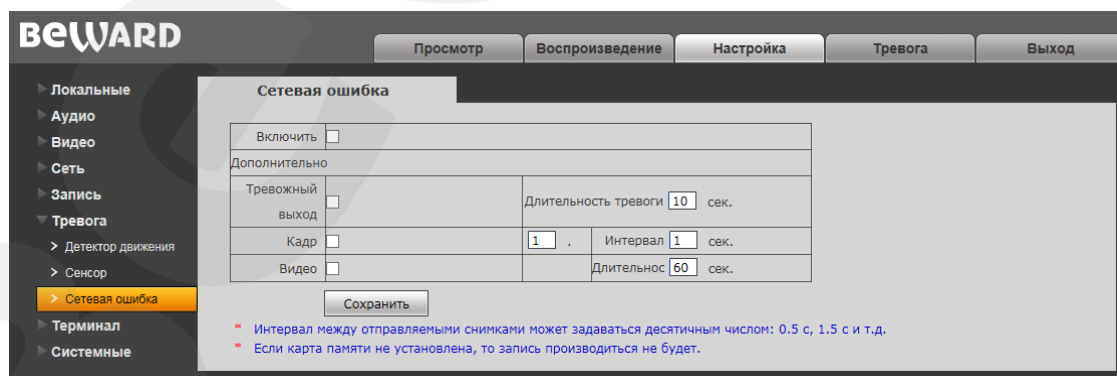 BEWARD
Просмотр Воспроизведение Настройка Тревога Выход
Локальные
Аудио
Видео
Сеть
Запись
Тревога
> Детектор движения
> Сенсор
> Сетевая ошибка
Терминал
Системные
Сетевая ошибка
Включить
Дополнительно
Тревожный выход Длительность тревоги 10 сек.
Кадр 1 . Интервал 1 сек.
Видео Длительнос 60 сек.
Сохранить
* Интервал между отправляемыми снимками может задаваться десятичным числом: 0.5 с, 1.5 с и т.д.
* Если карта памяти не установлена, то запись производиться не будет.